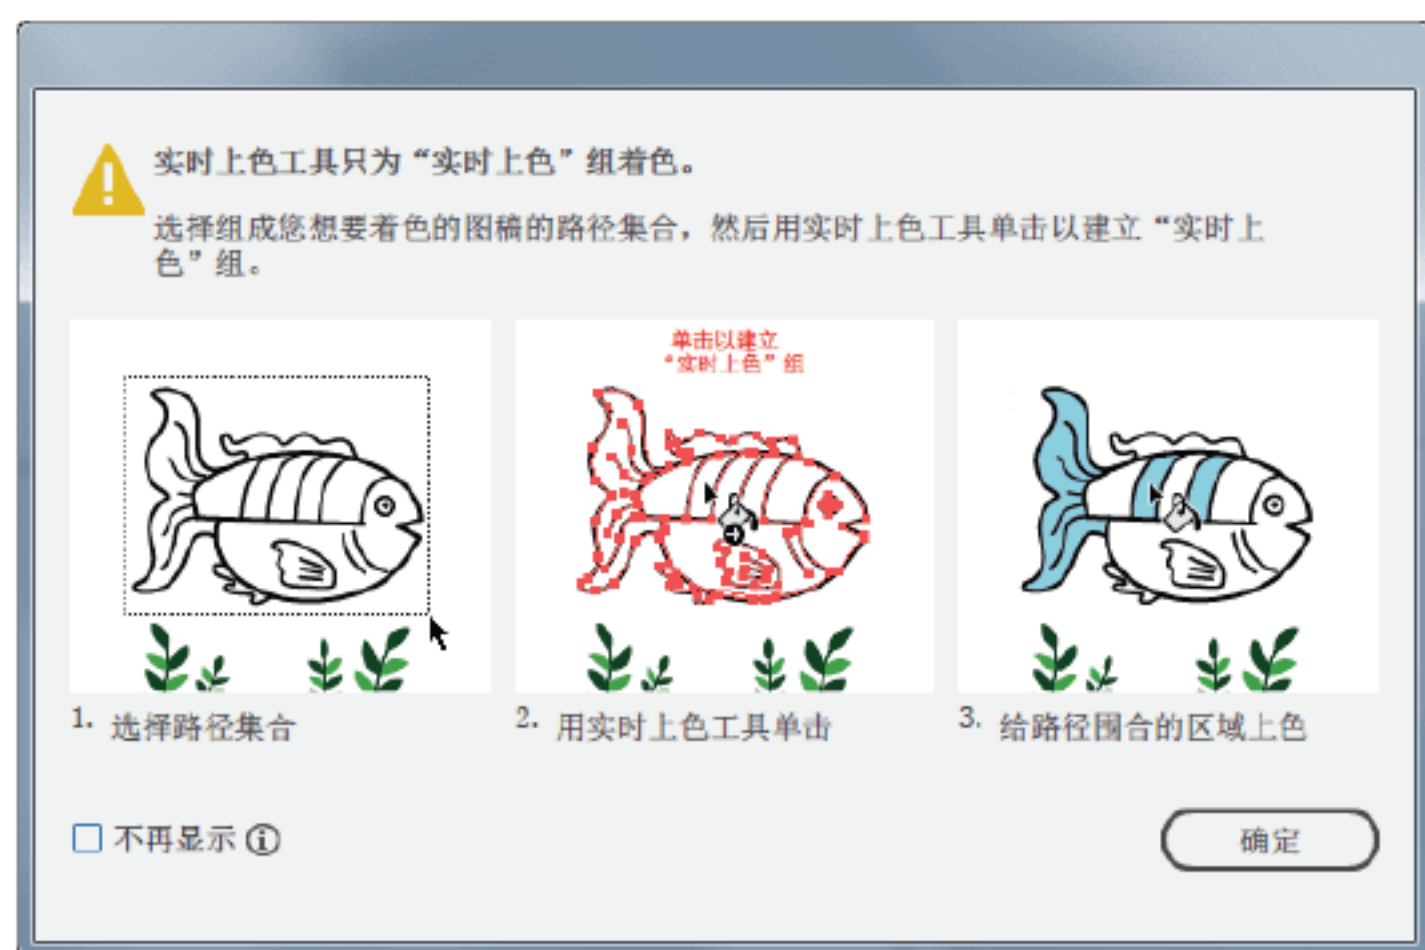 实时上色工具只为“实时上色”组着色。
选择组成您想要着色的图稿的路径集合，然后用实时上色工具单击以建立“实时上
色”组。
单击以建立
“实时上色”组
1. 选择路径集合
2. 用实时上色工具单击
3. 给路径围合的区域上色
不再显示
确定